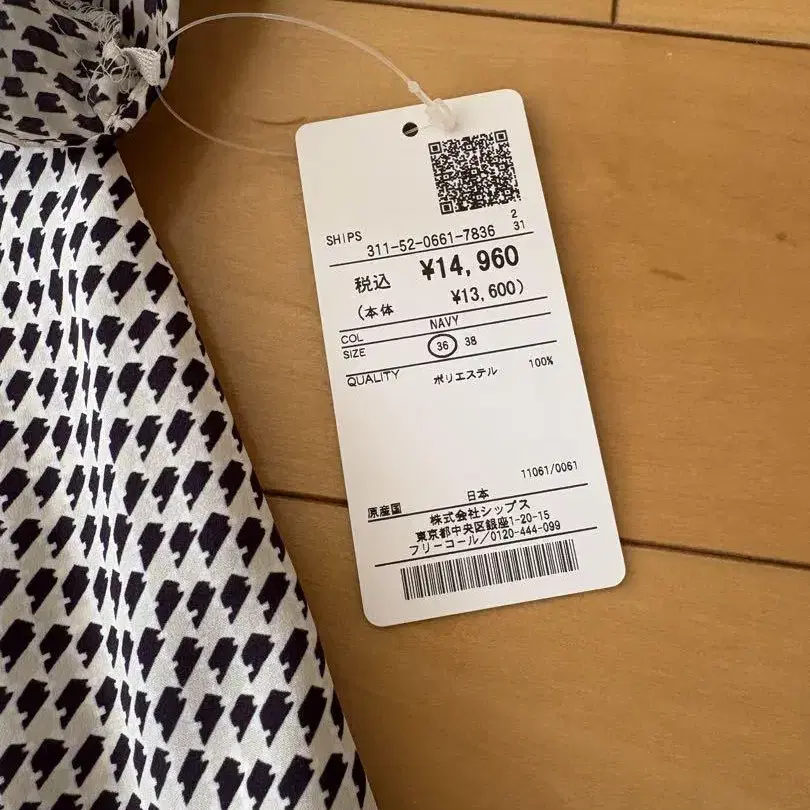 SHIPS 311-52-0661-7836 2 31
税込 ¥14,960
(本体 ¥13,600)
COL NAVY
SIZE 36 38
QUALITY ポリエステル 100%
11061/0061
原産国 日本
株式会社シップス
東京都中央区銀座1-20-15
フリーコール/0120-444-099